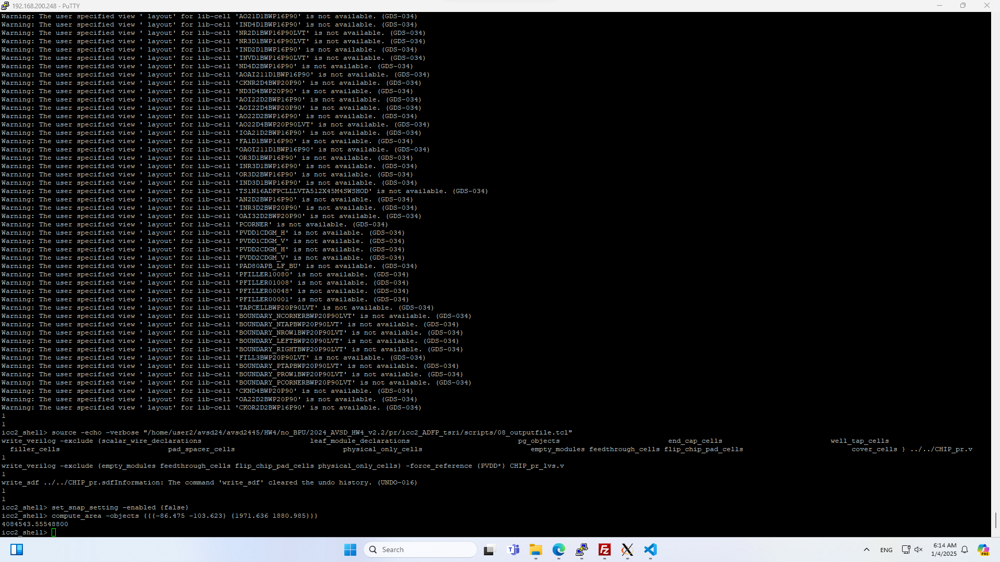 192.168.200.248 - PuTTY
Warning: The user specified view ' layout' for lib-cell 'AO21D1BWP16P90' is not available. (GDS-034)
Warning: The user specified view ' layout' for lib-cell 'IND4D1BWP16P90' is not available. (GDS-034)
Warning: The user specified view ' layout' for lib-cell 'NR2D1BWP16P90LVT' is not available. (GDS-034)
Warning: The user specified view ' layout' for lib-cell 'NR3D1BWP16P90LVT' is not available. (GDS-034)
Warning: The user specified view ' layout' for lib-cell 'IND2D1BWP16P90' is not available. (GDS-034)
Warning: The user specified view ' layout' for lib-cell 'INVD1BWP16P90LVT' is not available. (GDS-034)
Warning: The user specified view ' layout' for lib-cell 'ND4D2BWP16P90' is not available. (GDS-034)
Warning: The user specified view ' layout' for lib-cell 'AOAI211D1BWP16P90' is not available. (GDS-034)
Warning: The user specified view ' layout' for lib-cell 'CKNR2D4BWP20P90' is not available. (GDS-034)
Warning: The user specified view ' layout' for lib-cell 'ND3D4BWP20P90' is not available. (GDS-034)
Warning: The user specified view ' layout' for lib-cell 'AOI22D2BWP16P90' is not available. (GDS-034)
Warning: The user specified view ' layout' for lib-cell 'AOI22D4BWP20P90' is not available. (GDS-034)
Warning: The user specified view ' layout' for lib-cell 'AO22D2BWP16P90' is not available. (GDS-034)
Warning: The user specified view ' layout' for lib-cell 'AO22D4BWP20P90LVT' is not available. (GDS-034)
Warning: The user specified view ' layout' for lib-cell 'IOA21D2BWP16P90' is not available. (GDS-034)
Warning: The user specified view ' layout' for lib-cell 'FA1D1BWP16P90' is not available. (GDS-034)
Warning: The user specified view ' layout' for lib-cell 'OAOI211D1BWP16P90' is not available. (GDS-034)
Warning: The user specified view ' layout' for lib-cell 'OR3D1BWP16P90' is not available. (GDS-034)
Warning: The user specified view ' layout' for lib-cell 'INR3D1BWP16P90' is not available. (GDS-034)
Warning: The user specified view ' layout' for lib-cell 'OR3D2BWP16P90' is not available. (GDS-034)
Warning: The user specified view ' layout' for lib-cell 'IND3D1BWP16P90' is not available. (GDS-034)
Warning: The user specified view ' layout' for lib-cell 'TS1N16ADFPCLLLVTA512X45M4SWSHOD' is not available. (GDS-034)
Warning: The user specified view ' layout' for lib-cell 'AN2D2BWP16P90' is not available. (GDS-034)
Warning: The user specified view ' layout' for lib-cell 'INR3D2BWP20P90' is not available. (GDS-034)
Warning: The user specified view ' layout' for lib-cell 'OAI32D2BWP20P90' is not available. (GDS-034)
Warning: The user specified view ' layout' for lib-cell 'PCORNER' is not available. (GDS-034)
Warning: The user specified view ' layout' for lib-cell 'PVDD1CDGM_H' is not available. (GDS-034)
Warning: The user specified view ' layout' for lib-cell 'PVDD1CDGM_V' is not available. (GDS-034)
Warning: The user specified view ' layout' for lib-cell 'PVDD2CDGM_H' is not available. (GDS-034)
Warning: The user specified view ' layout' for lib-cell 'PVDD2CDGM_V' is not available. (GDS-034)
Warning: The user specified view ' layout' for lib-cell 'PAD80APB_LF_BU' is not available. (GDS-034)
Warning: The user specified view ' layout' for lib-cell 'PFILLER10080' is not available. (GDS-034)
Warning: The user specified view ' layout' for lib-cell 'PFILLER01008' is not available. (GDS-034)
Warning: The user specified view ' layout' for lib-cell 'PFILLER00048' is not available. (GDS-034)
Warning: The user specified view ' layout' for lib-cell 'PFILLER00001' is not available. (GDS-034)
Warning: The user specified view ' layout' for lib-cell 'TAPCELLBWP20P90LVT' is not available. (GDS-034)
Warning: The user specified view ' layout' for lib-cell 'BOUNDARY_NCORNERBWP20P90LVT' is not available. (GDS-034)
Warning: The user specified view ' layout' for lib-cell 'BOUNDARY_NTAPBWP20P90LVT' is not available. (GDS-034)
Warning: The user specified view ' layout' for lib-cell 'BOUNDARY_NROW1BWP20P90LVT' is not available. (GDS-034)
Warning: The user specified view ' layout' for lib-cell 'BOUNDARY_LEFTBWP20P90LVT' is not available. (GDS-034)
Warning: The user specified view ' layout' for lib-cell 'BOUNDARY_RIGHTBWP20P90LVT' is not available. (GDS-034)
Warning: The user specified view ' layout' for lib-cell 'FILL3BWP20P90LVT' is not available. (GDS-034)
Warning: The user specified view ' layout' for lib-cell 'BOUNDARY_PTAPBWP20P90LVT' is not available. (GDS-034)
Warning: The user specified view ' layout' for lib-cell 'BOUNDARY_PROW1BWP20P90LVT' is not available. (GDS-034)
Warning: The user specified view ' layout' for lib-cell 'BOUNDARY_PCORNERBWP20P90LVT' is not available. (GDS-034)
Warning: The user specified view ' layout' for lib-cell 'CKND4BWP20P90' is not available. (GDS-034)
Warning: The user specified view ' layout' for lib-cell 'OA22D2BWP20P90' is not available. (GDS-034)
Warning: The user specified view ' layout' for lib-cell 'CKOR2D2BWP16P90' is not available. (GDS-034)
1
1
icc2_shell> source -echo -verbose "/home/user2/avsd24/avsd2445/HW4/no_BPU/2024_AVSD_HW4_v2.2/pr/icc2_ADFP_tsri/scripts/08_outputfile.tcl"
write_verilog -exclude {scalar_wire_declarations leaf_module_declarations pg_objects end_cap_cells well_tap_cells
filler_cells pad_spacer_cells physical_only_cells empty_modules feedthrough_cells flip_chip_pad_cells cover_cells } ../../CHIP_pr.v
1
write_verilog -exclude {empty_modules feedthrough_cells flip_chip_pad_cells physical_only_cells} -force_reference {PVDD*} CHIP_pr_lvs.v
1
write_sdf ../../CHIP_pr.sdfInformation: The command 'write_sdf' cleared the undo history. (UNDO-016)
1
1
icc2_shell> set_snap_setting -enabled {false}
icc2_shell> compute_area -objects {{{-86.475 -103.623} {1971.636 1880.985}}}
4084543.55548800
icc2_shell>
Search
ENG
6:14 AM
1/4/2025
PRE